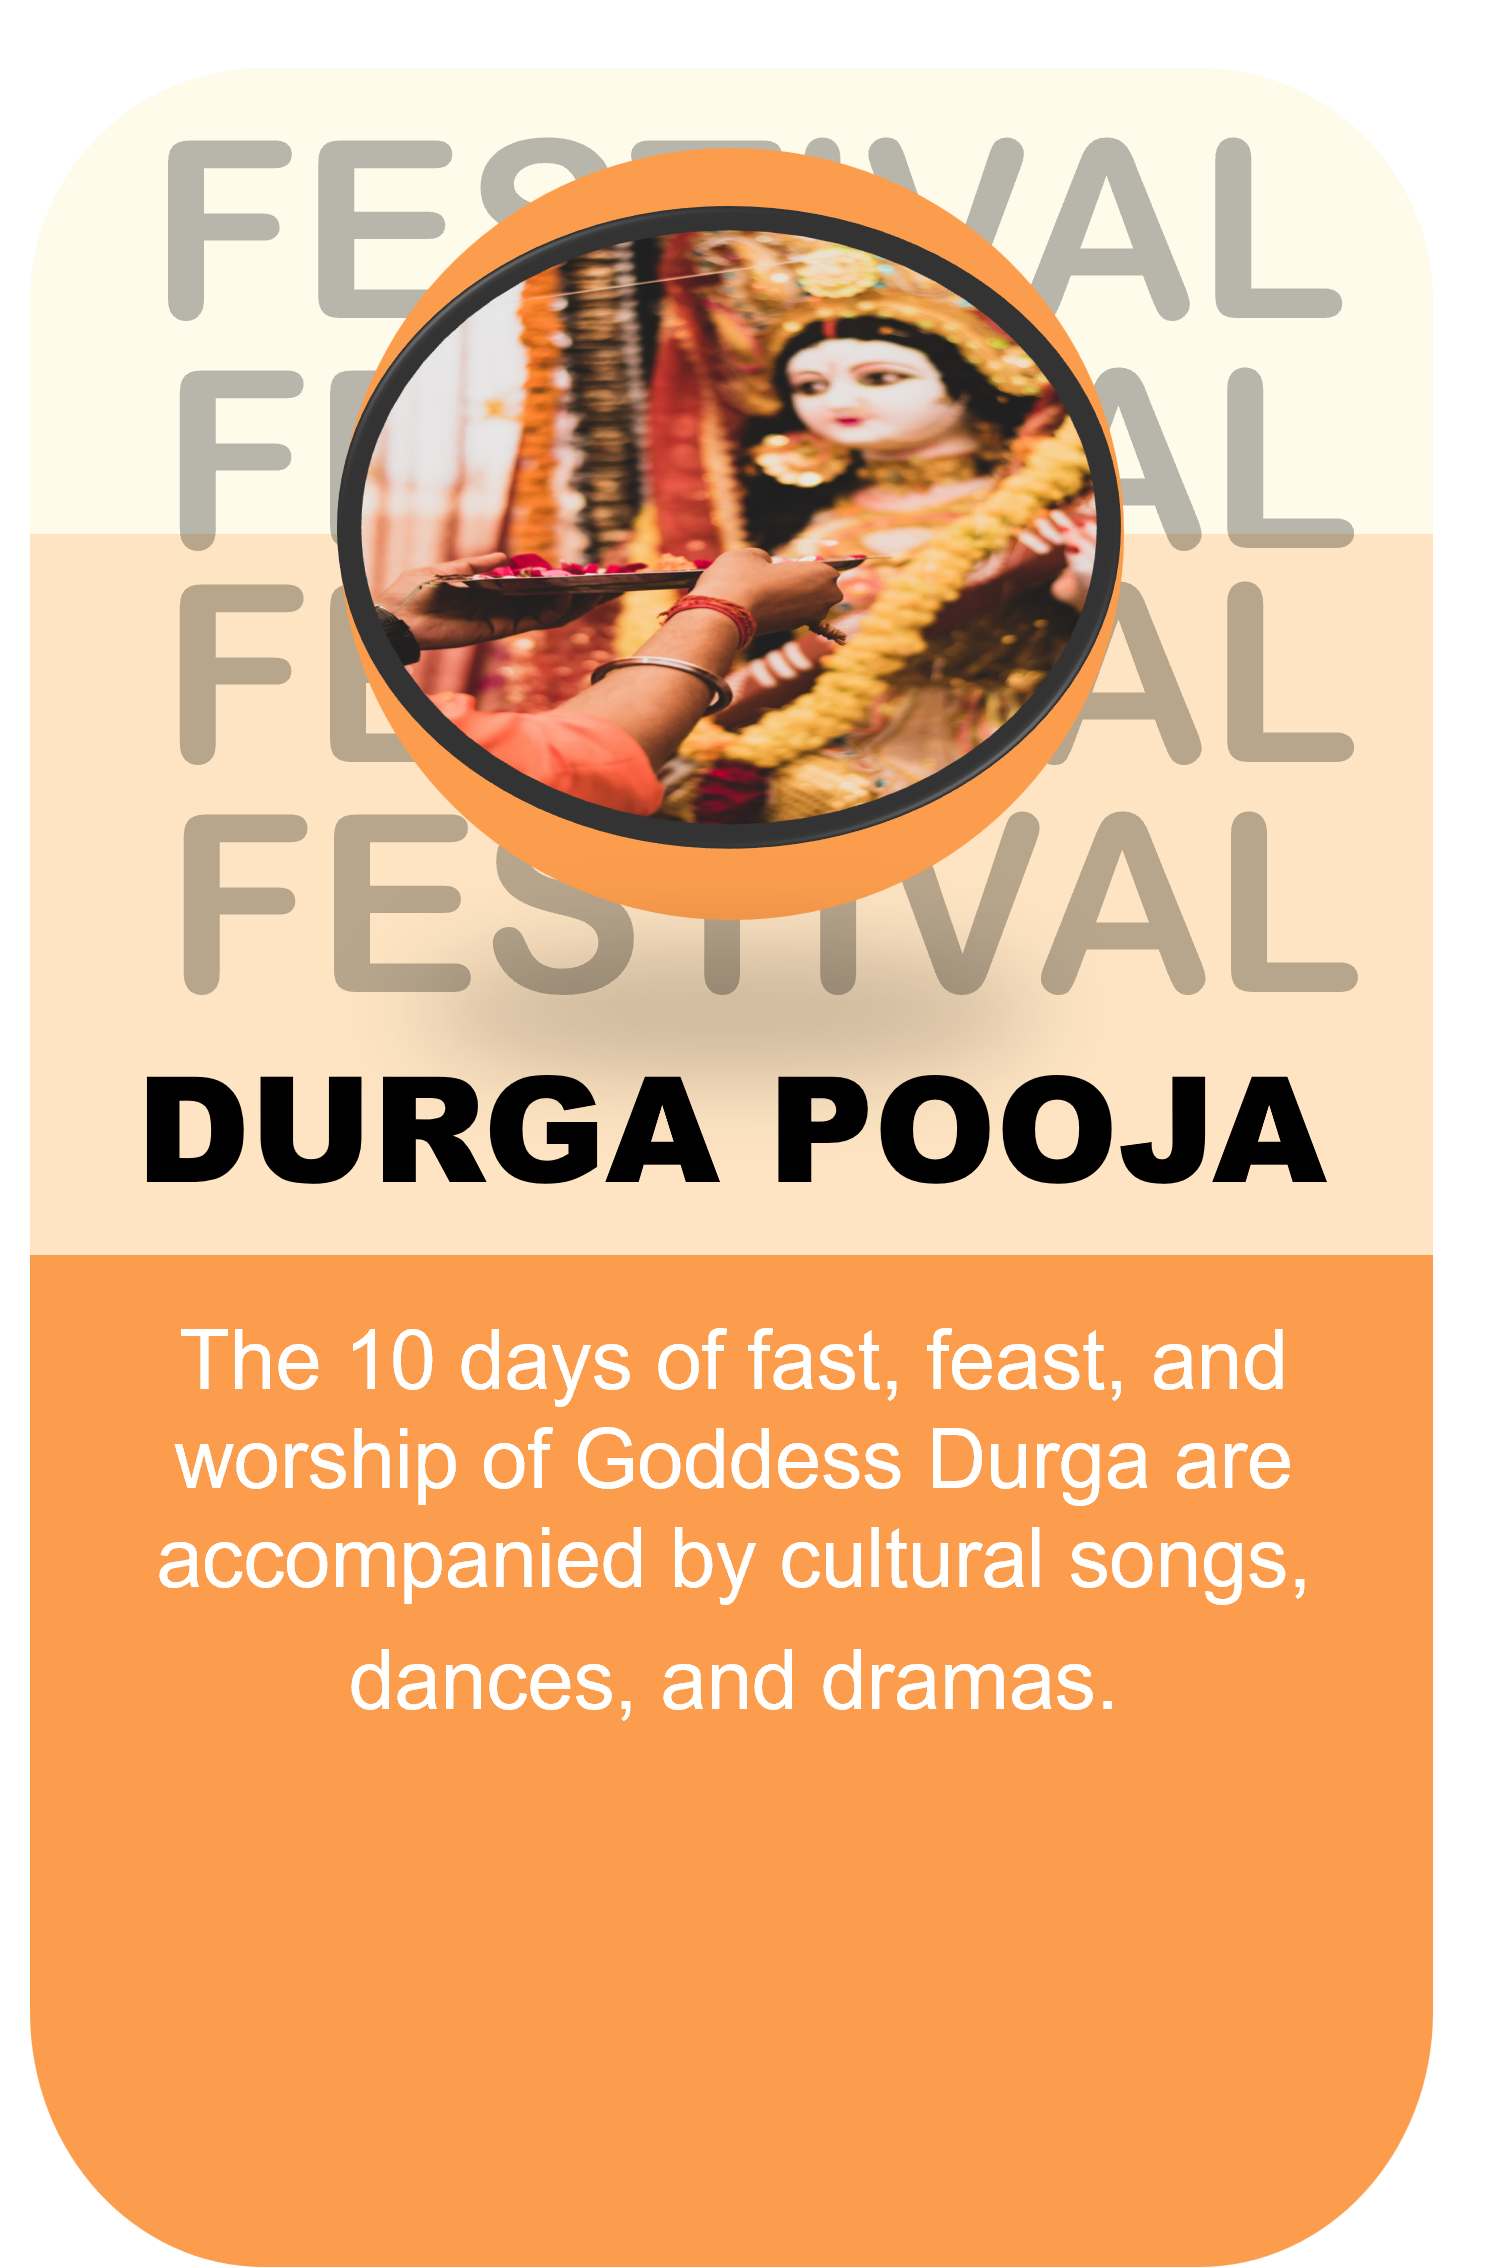 FESTIVAL
FESTIVAL
DURGA POOJA
The 10 days of fast, feast, and
worship of Goddess Durga are
accompanied by cultural songs,
dances, and dramas.